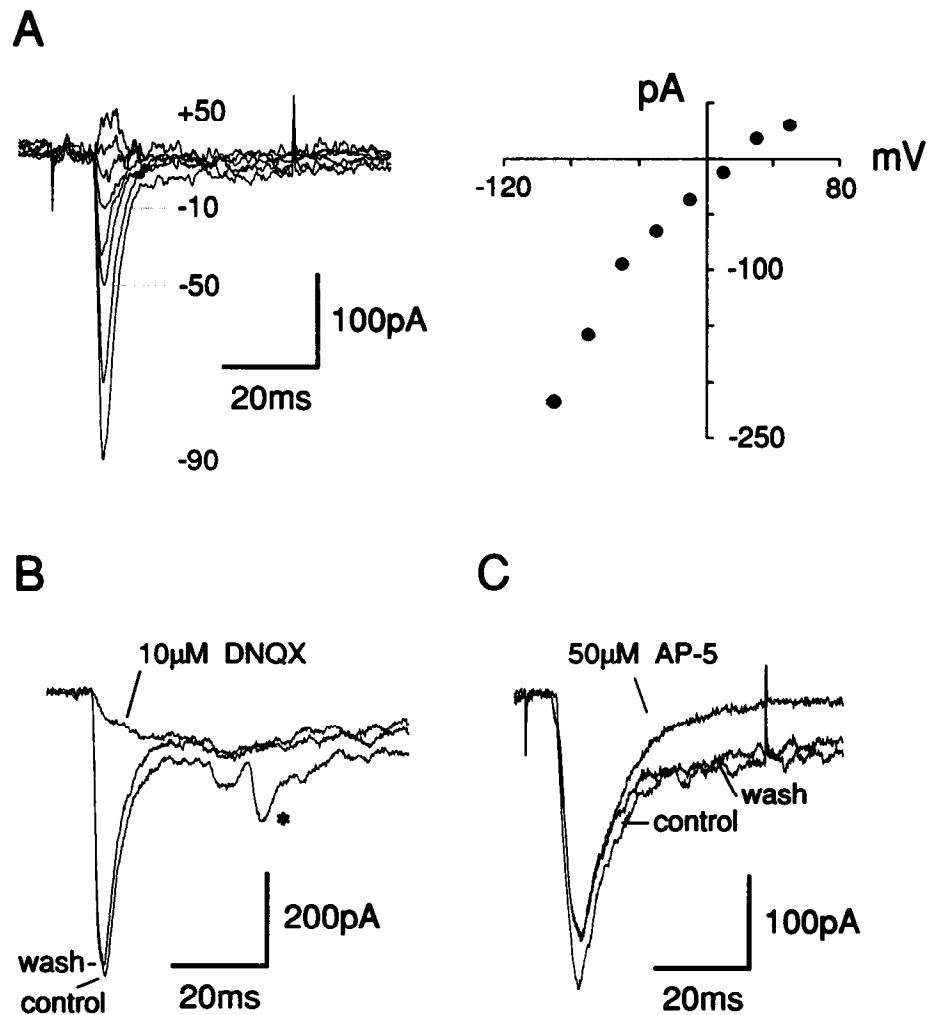 A
+50
-10
-50
-90
100pA
20ms
pA
mV
-120
80
-100
-250
B
10μM DNQX
*
wash
control
200pA
20ms
C
50μM AP-5
wash
control
100pA
20ms